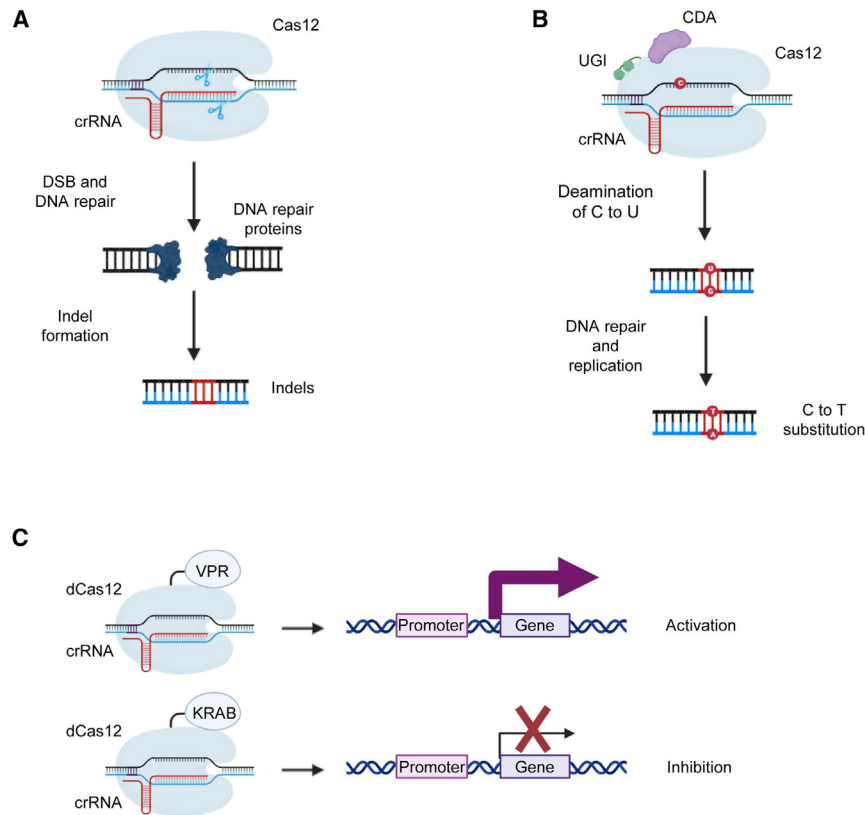 A
Cas12
crRNA
DSB and
DNA repair
DNA repair
proteins
Indel
formation
Indels
B
CDA
UGI
Cas12
C
crRNA
Deamination
of C to U
U
G
DNA repair
and
replication
T
A
C to T
substitution
C
VPR
dCas12
crRNA
Promoter
Gene
Activation
KRAB
dCas12
crRNA
Promoter
Gene
Inhibition